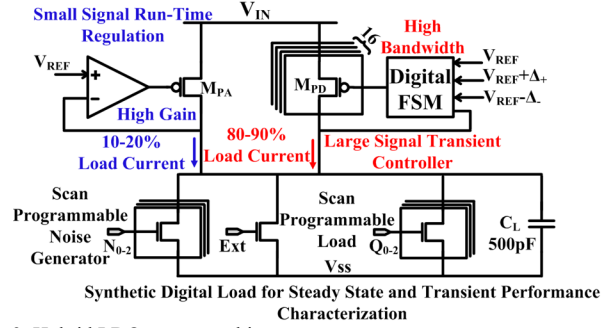 Small Signal Run-Time
Regulation
VIN
16
High
Bandwidth
VREF
+
-
MPA
High Gain
MPD
Digital
FSM
VREF
VREF+Δ+
VREF-Δ-
10-20%
Load Current
80-90%
Load Current
Large Signal Transient
Controller
Scan
Programmable
Noise
Generator
N0-2
Ext
Scan
Programmable
Load
Q0-2
CL
500pF
VSS
Synthetic Digital Load for Steady State and Transient Performance
Characterization